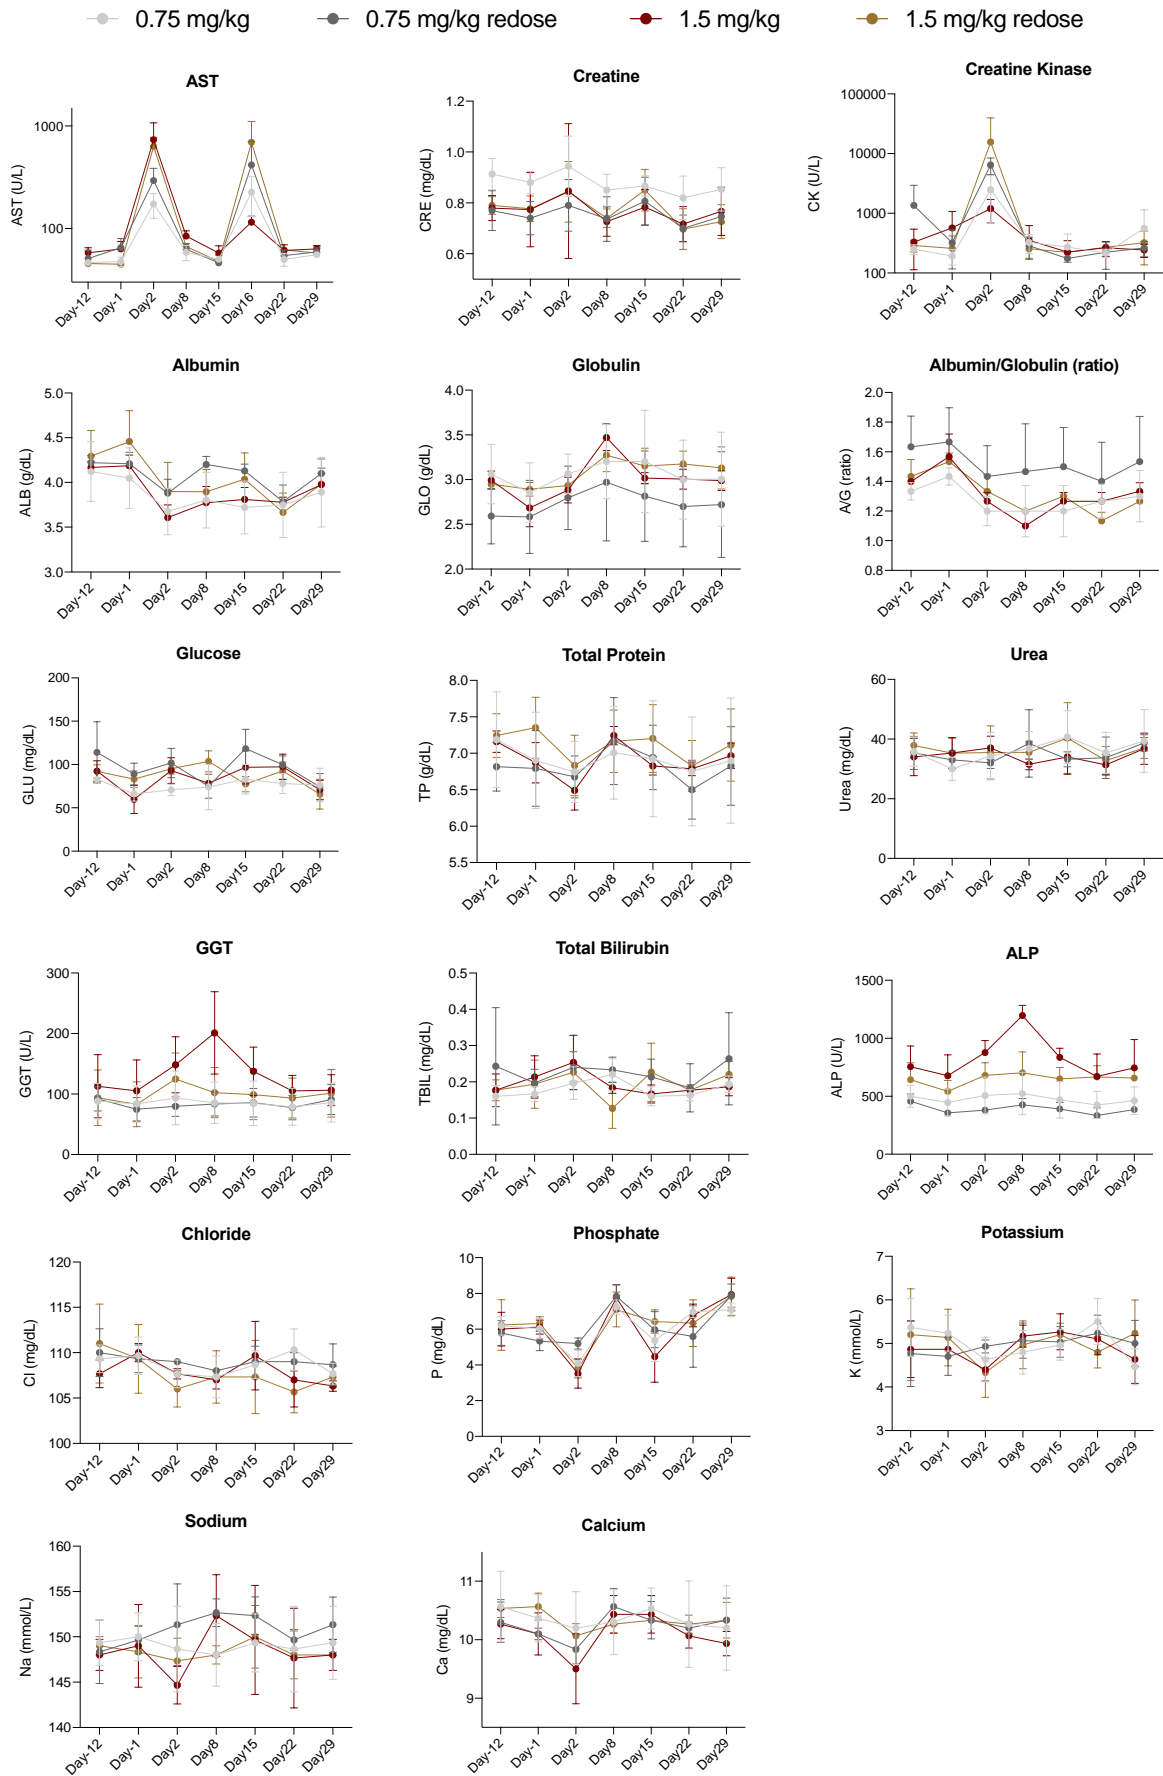 0.75 mg/kg 0.75 mg/kg redose 1.5 mg/kg 1.5 mg/kg redose
AST
AST (U/L)
1000
100
Day-12 Day-1 Day2 Day8 Day15 Day16 Day22 Day29
Creatine
CRE (mg/dL)
1.2
1.0
0.8
0.6
Day-12 Day-1 Day2 Day8 Day15 Day22 Day29
Creatine Kinase
CK (U/L)
100000
10000
1000
100
Day-12 Day-1 Day2 Day8 Day15 Day22 Day29
Albumin
ALB (g/dL)
5.0
4.5
4.0
3.5
3.0
Day-12 Day-1 Day2 Day8 Day15 Day22 Day29
Globulin
GLO (g/dL)
4.0
3.5
3.0
2.5
2.0
Day-12 Day-1 Day2 Day8 Day15 Day22 Day29
Albumin/Globulin (ratio)
A/G (ratio)
2.0
1.8
1.6
1.4
1.2
1.0
0.8
Day-12 Day-1 Day2 Day8 Day15 Day22 Day29
Glucose
GLU (mg/dL)
200
150
100
50
0
Day-12 Day-1 Day2 Day8 Day15 Day22 Day29
Total Protein
TP (g/dL)
8.0
7.5
7.0
6.5
6.0
5.5
Day-12 Day-1 Day2 Day8 Day15 Day22 Day29
Urea
Urea (mg/dL)
60
40
20
0
Day-12 Day-1 Day2 Day8 Day15 Day22 Day29
GGT
GGT (U/L)
300
200
100
0
Day-12 Day-1 Day2 Day8 Day15 Day22 Day29
Total Bilirubin
TBIL (mg/dL)
0.5
0.4
0.3
0.2
0.1
0.0
Day-12 Day-1 Day2 Day8 Day15 Day22 Day29
ALP
ALP (U/L)
1500
1000
500
0
Day-12 Day-1 Day2 Day8 Day15 Day22 Day29
Chloride
Cl (mg/dL)
120
115
110
105
100
Day-12 Day-1 Day2 Day8 Day15 Day22 Day29
Phosphate
P (mg/dL)
10
8
6
4
2
0
Day-12 Day-1 Day2 Day8 Day15 Day22 Day29
Potassium
K (mmol/L)
7
6
5
4
3
Day-12 Day-1 Day2 Day8 Day15 Day22 Day29
Sodium
Na (mmol/L)
160
155
150
145
140
Day-12 Day-1 Day2 Day8 Day15 Day22 Day29
Calcium
Ca (mg/dL)
11
10
9
Day-12 Day-1 Day2 Day8 Day15 Day22 Day29